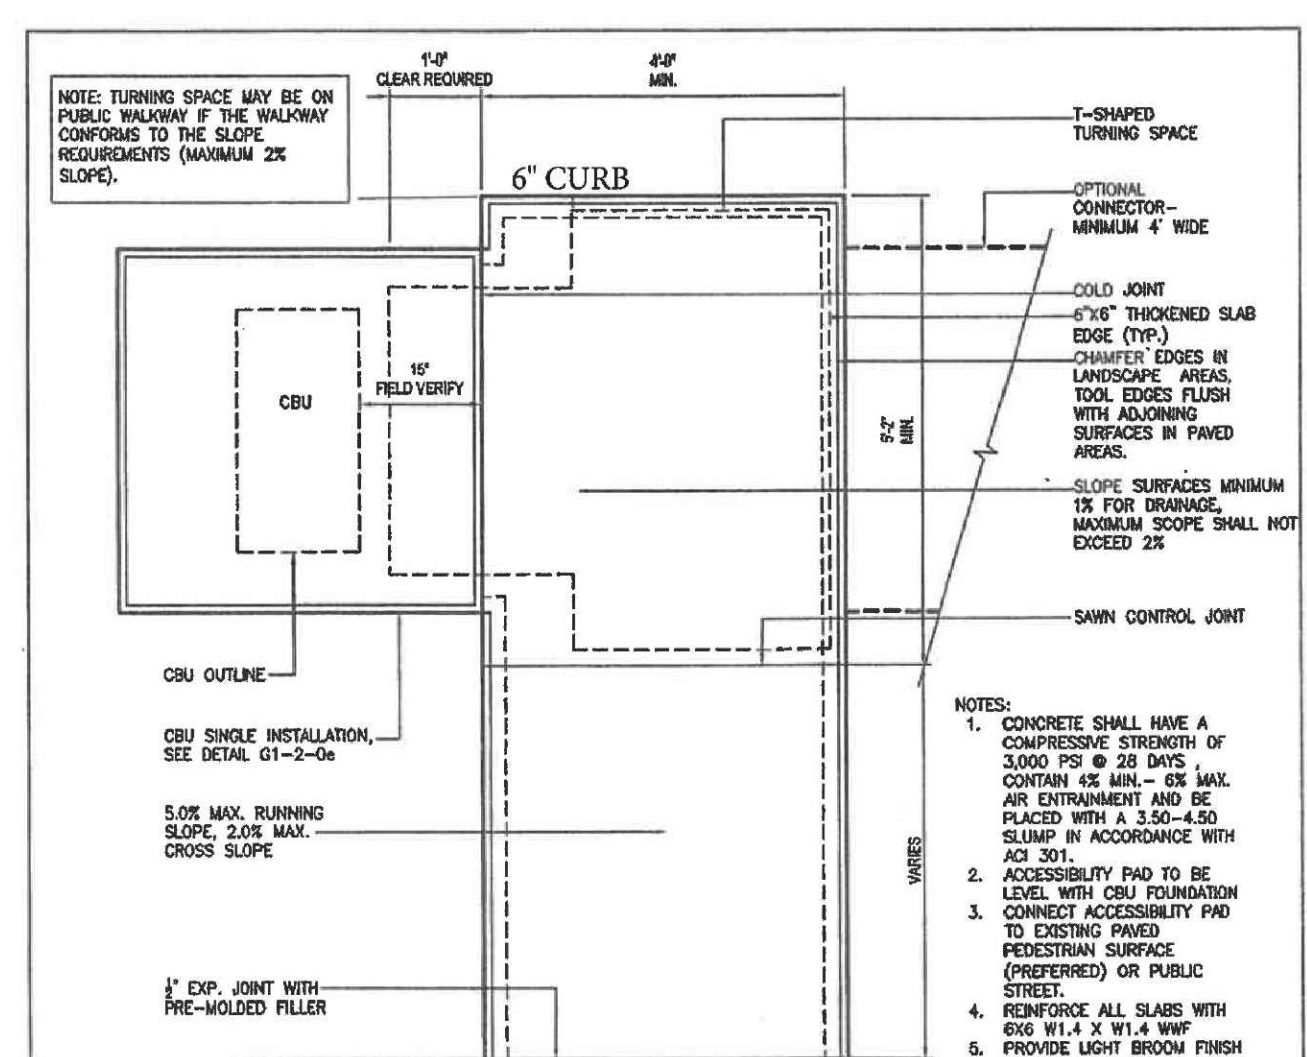 1'-0"
CLEAR REQUIRED
4'-0"
MIN.
NOTE: TURNING SPACE MAY BE ON
PUBLIC WALKWAY IF THE WALKWAY
CONFORMS TO THE SLOPE
REQUIREMENTS (MAXIMUM 2%
SLOPE).
T-SHAPED
TURNING SPACE
6" CURB
OPTIONAL
CONNECTOR-
MINIMUM 4' WIDE
COLD JOINT
6"X6" THICKENED SLAB
EDGE (TYP.)
CHAMFER EDGES IN
LANDSCAPE AREAS,
TOOL EDGES FLUSH
WITH ADJOINING
SURFACES IN PAVED
AREAS.
15"
FIELD VERIFY
CBU
5'-2"
MIN.
SLOPE SURFACES MINIMUM
1% FOR DRAINAGE,
MAXIMUM SCOPE SHALL NOT
EXCEED 2%
SAWN CONTROL JOINT
CBU OUTLINE
CBU SINGLE INSTALLATION,
SEE DETAIL G1-2-0e
5.0% MAX. RUNNING
SLOPE, 2.0% MAX.
CROSS SLOPE
VARIES
½" EXP. JOINT WITH
PRE-MOLDED FILLER
NOTES:
1. CONCRETE SHALL HAVE A
COMPRESSIVE STRENGTH OF
3,000 PSI @ 28 DAYS ,
CONTAIN 4% MIN.- 6% MAX.
AIR ENTRAINMENT AND BE
PLACED WITH A 3.50-4.50
SLUMP IN ACCORDANCE WITH
ACI 301.
2. ACCESSIBILITY PAD TO BE
LEVEL WITH CBU FOUNDATION
3. CONNECT ACCESSIBILITY PAD
TO EXISTING PAVED
PEDESTRIAN SURFACE
(PREFERRED) OR PUBLIC
STREET.
4. REINFORCE ALL SLABS WITH
6X6 W1.4 X W1.4 WWF
5. PROVIDE LIGHT BROOM FINISH